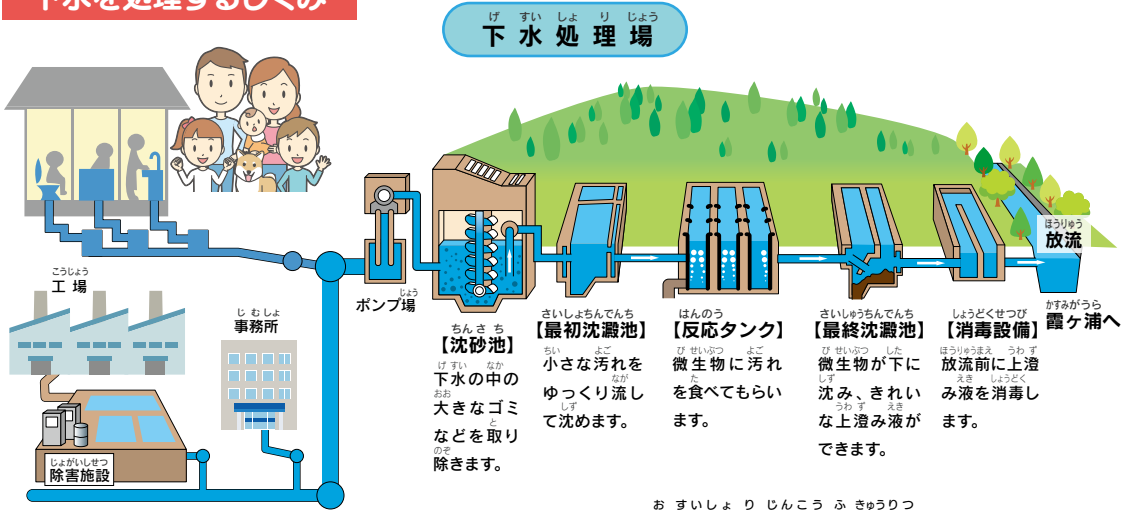 下水を処理するしくみ
げ すい しょ り じょう
下水処理場
こうじょう
工場
じ む しょ
事務所
じょがいしせつ
除害施設
じょう
ポンプ場
ちん さ ち
【沈砂池】
げ すい なか
下水の中の
おお
大きなゴミ
と
などを取り
のぞ
除きます。
さいしょちんでんち
【最初沈澱池】
ちい よご
小さな汚れを
なが
ゆっくり流し
しず
て沈めます。
はんのう
【反応タンク】
び せいぶつ よご
微生物に汚れ
た
を食べてもらい
ます。
さいしゅうちんでんち
【最終沈澱池】
び せいぶつ した
微生物が下に
しず
沈み、きれい
うわ ず えき
な上澄み液が
できます。
しょうどくせつび
【消毒設備】
ほうりゅうまえ うわ ず
放流前に上澄
えき しょうどく
み液を消毒し
ます。
ほうりゅう
放流
かすみがうら
霞ヶ浦へ
お すいしょ り じんこう ふ きゅうりつ